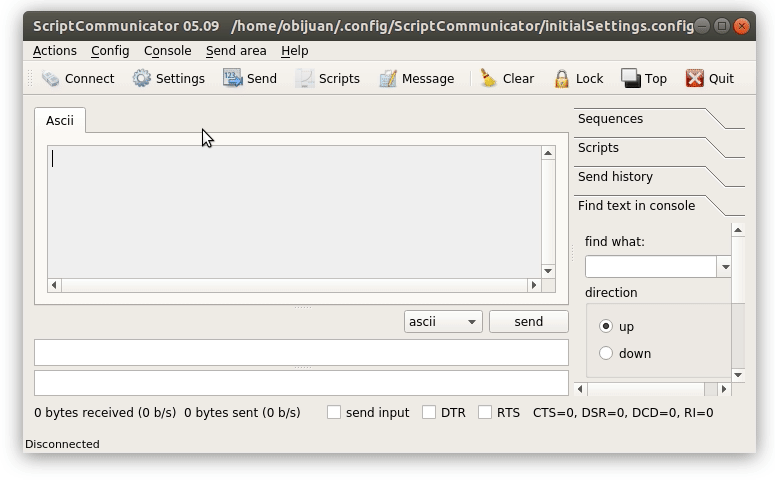 ScriptCommunicator 05.09 /home/obijuan/.config/ScriptCommunicator/initialSettings.config
Actions Config Console Send area Help
Connect Settings Send Scripts Message Clear Lock Top Quit
Ascii
Sequences
Scripts
Send history
Find text in console
find what:
direction
up
down
ascii send
0 bytes received (0 b/s) 0 bytes sent (0 b/s) send input DTR RTS CTS=0, DSR=0, DCD=0, RI=0
Disconnected